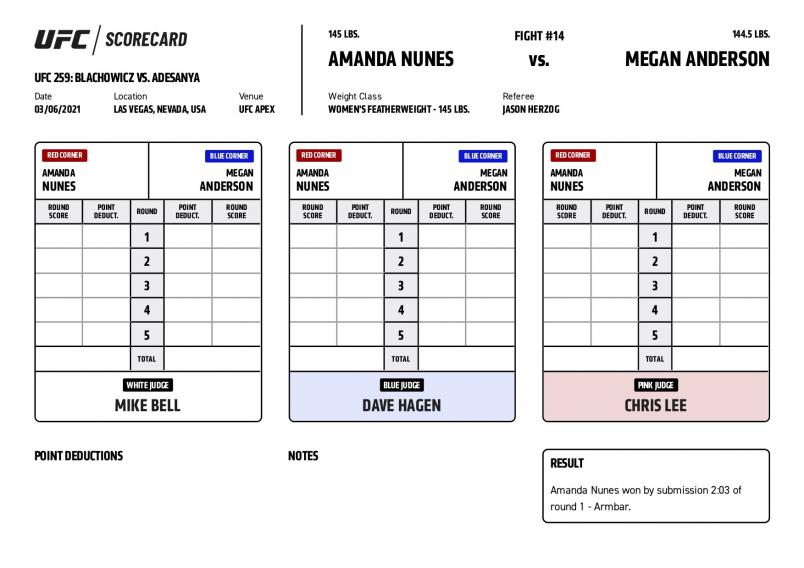 UFC / SCORECARD
UFC 259: BLACHOWICZ VS. ADESANYA
Date Location Venue
03/06/2021 LAS VEGAS, NEVADA, USA UFC APEX
145 LBS. FIGHT #14 144.5 LBS.
AMANDA NUNES VS. MEGAN ANDERSON
Weight Class Referee
WOMEN'S FEATHERWEIGHT - 145 LBS. JASON HERZOG
RED CORNER BLUE CORNER
AMANDA MEGAN
NUNES ANDERSON
ROUND POINT ROUND POINT ROUND
SCORE DEDUCT. DEDUCT. SCORE
1
2
3
4
5
TOTAL
WHITE JUDGE
MIKE BELL
RED CORNER BLUE CORNER
AMANDA MEGAN
NUNES ANDERSON
ROUND POINT ROUND POINT ROUND
SCORE DEDUCT. DEDUCT. SCORE
1
2
3
4
5
TOTAL
BLUE JUDGE
DAVE HAGEN
RED CORNER BLUE CORNER
AMANDA MEGAN
NUNES ANDERSON
ROUND POINT ROUND POINT ROUND
SCORE DEDUCT. DEDUCT. SCORE
1
2
3
4
5
TOTAL
PINK JUDGE
CHRIS LEE
POINT DEDUCTIONS
NOTES
RESULT
Amanda Nunes won by submission 2:03 of
round 1 - Armbar.